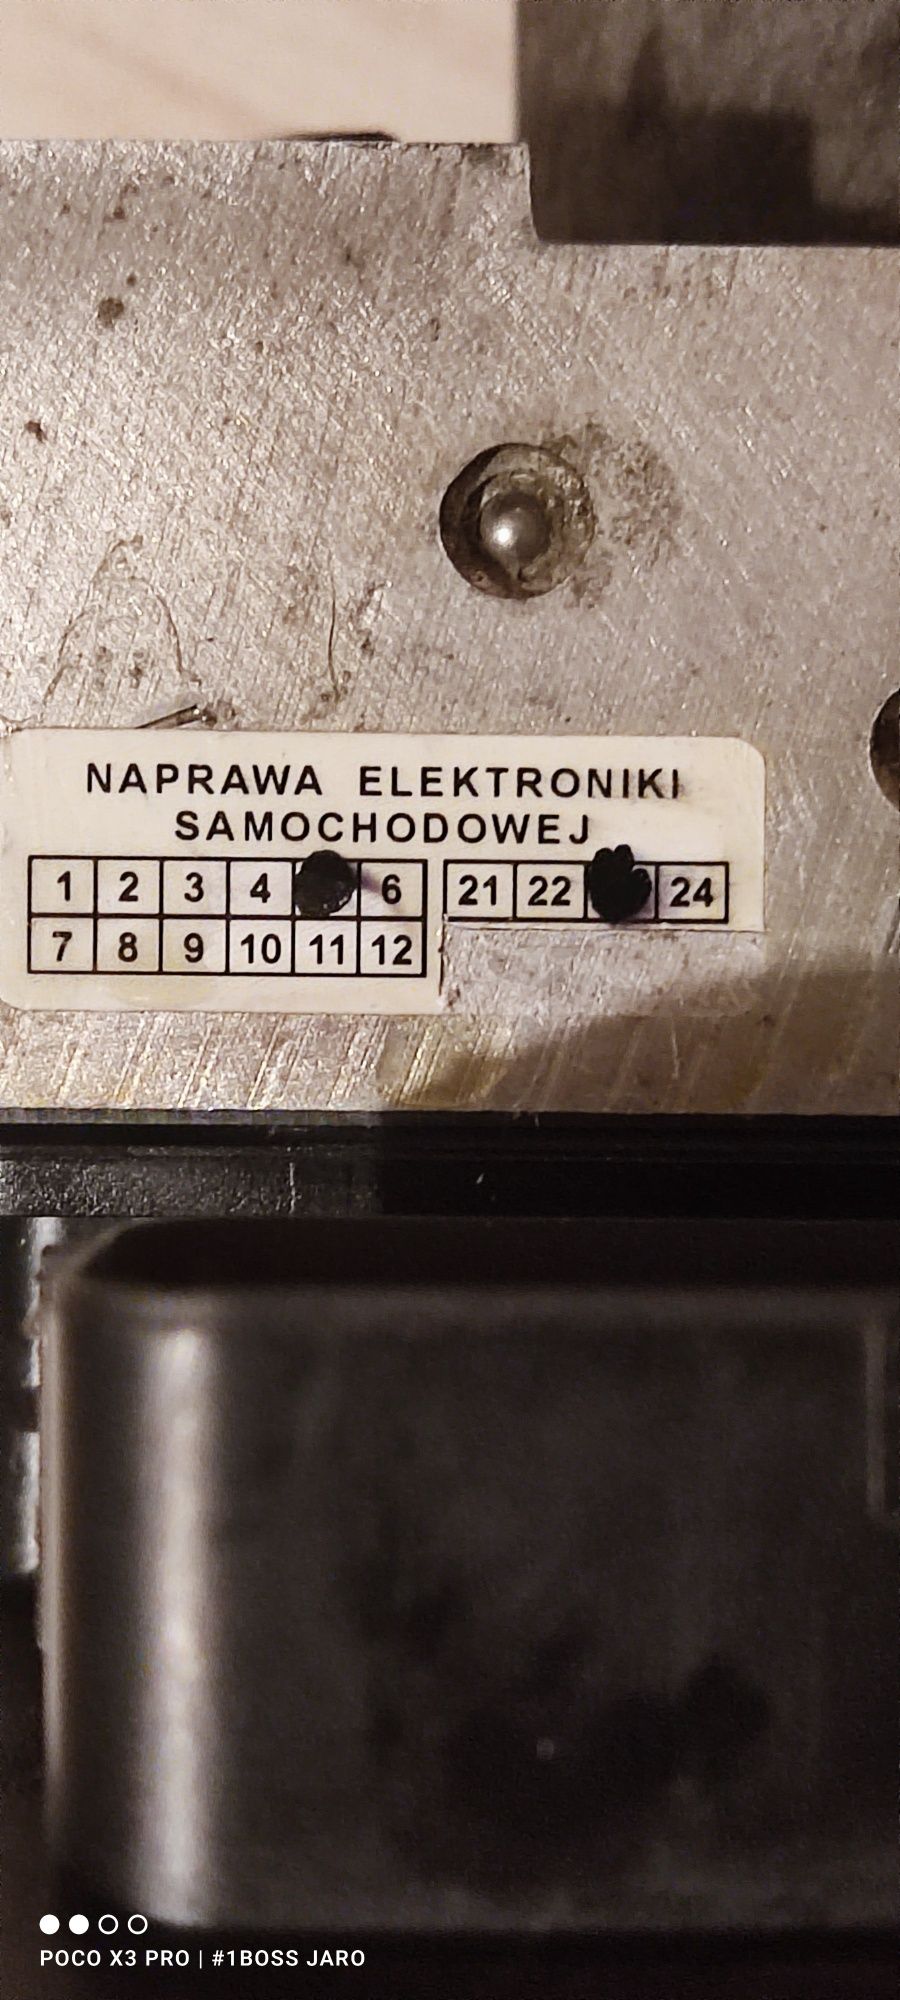 NAPRAWA ELEKTRONIKI
SAMOCHODOWEJ
1 2 3 4 6 21 22 24
7 8 9 10 11 12
POCO X3 PRO | #1BOSS JARO